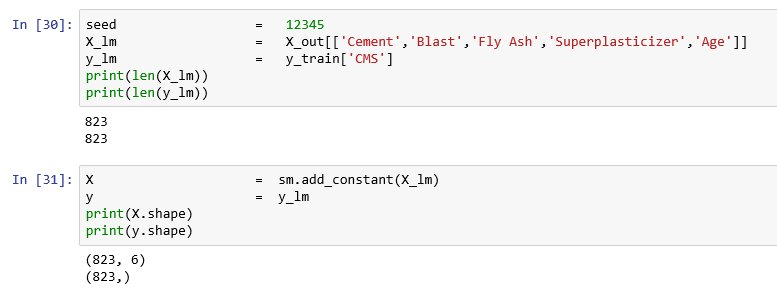 In [30]: seed = 12345
X_lm = X_out[['Cement','Blast','Fly Ash','Superplasticizer','Age']]
y_lm = y_train['CMS']
print(len(X_lm))
print(len(y_lm))
823
823
In [31]: X = sm.add_constant(X_lm)
y = y_lm
print(X.shape)
print(y.shape)
(823, 6)
(823,)